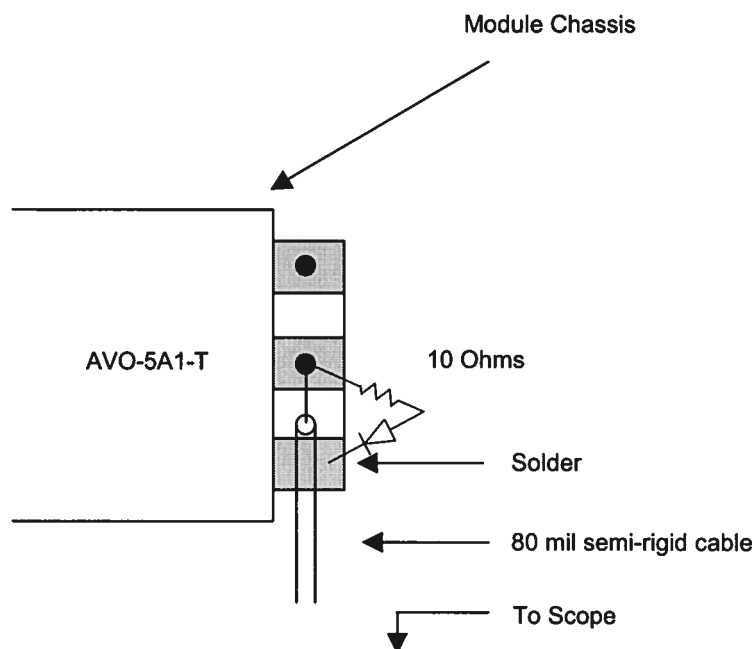 Module Chassis
AVO-5A1-T
10 Ohms
Solder
80 mil semi-rigid cable
To Scope